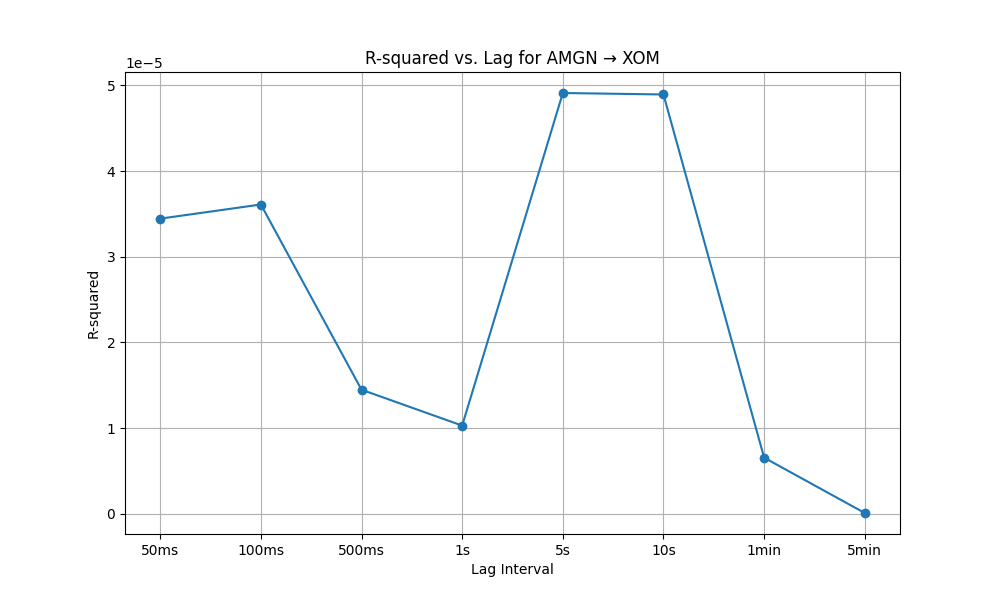 R-squared vs. Lag for AMGN → XOM
1e−5
5
4
3
2
1
0
R-squared
50ms 100ms 500ms 1s 5s 10s 1min 5min
Lag Interval